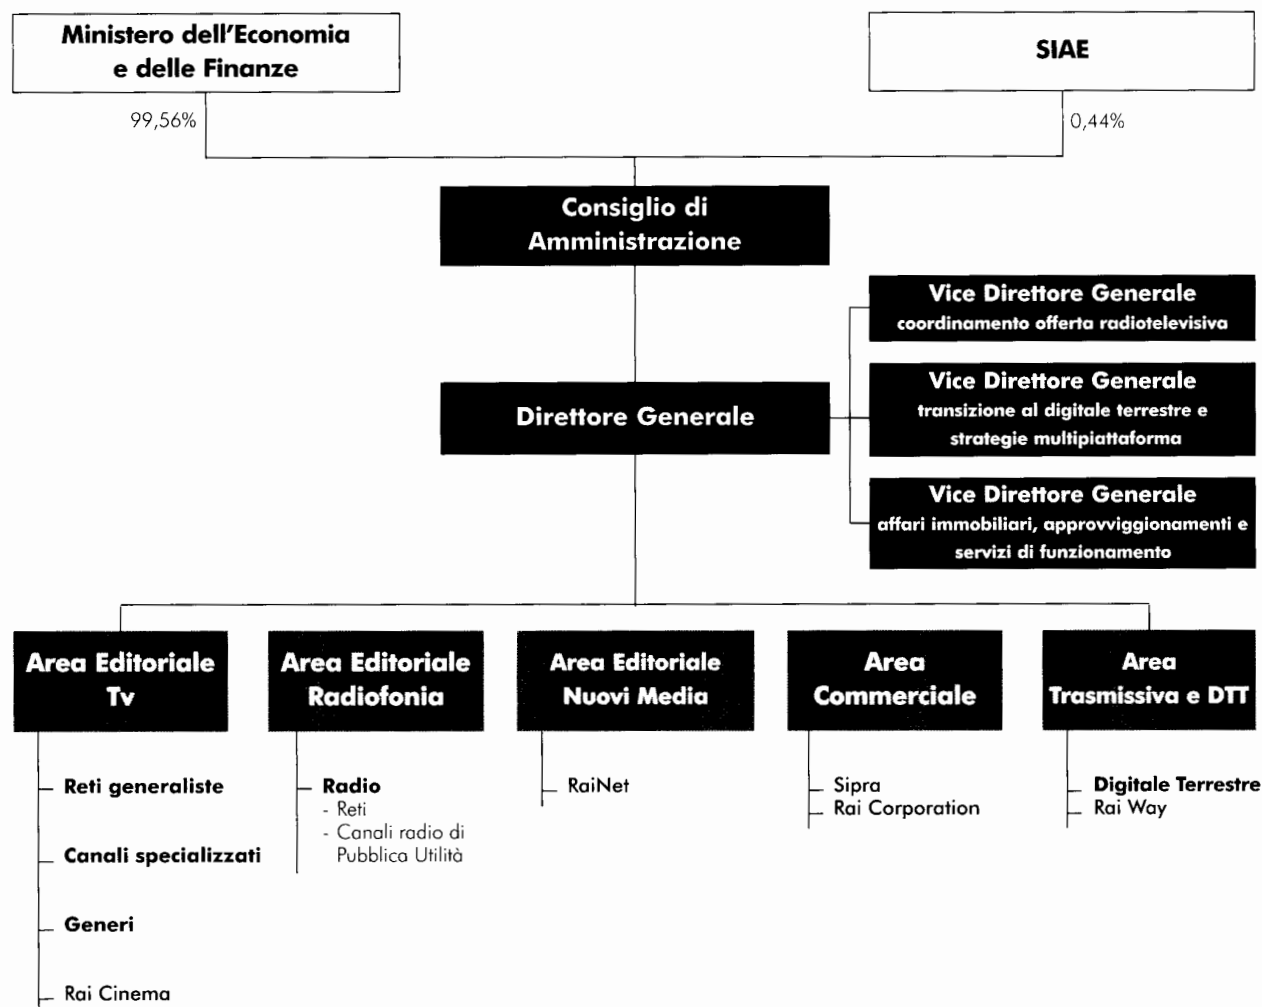 Ministero dell'Economia
e delle Finanze
SIAE
99,56%
0,44%
Consiglio di
Amministrazione
Vice Direttore Generale
coordinamento offerta radiotelevisiva
Direttore Generale
Vice Direttore Generale
transizione al digitale terrestre e
strategie multipiattaforma
Vice Direttore Generale
affari immobiliari, approvviggionamenti e
servizi di funzionamento
Area Editoriale
Tv
Area Editoriale
Radiofonia
Area Editoriale
Nuovi Media
Area
Commerciale
Area
Trasmissiva e DTT
Reti generaliste
Canali specializzati
Generi
Rai Cinema
Radio
- Reti
- Canali radio di
Pubblica Utilità
RaiNet
Sipra
Rai Corporation
Digitale Terrestre
Rai Way